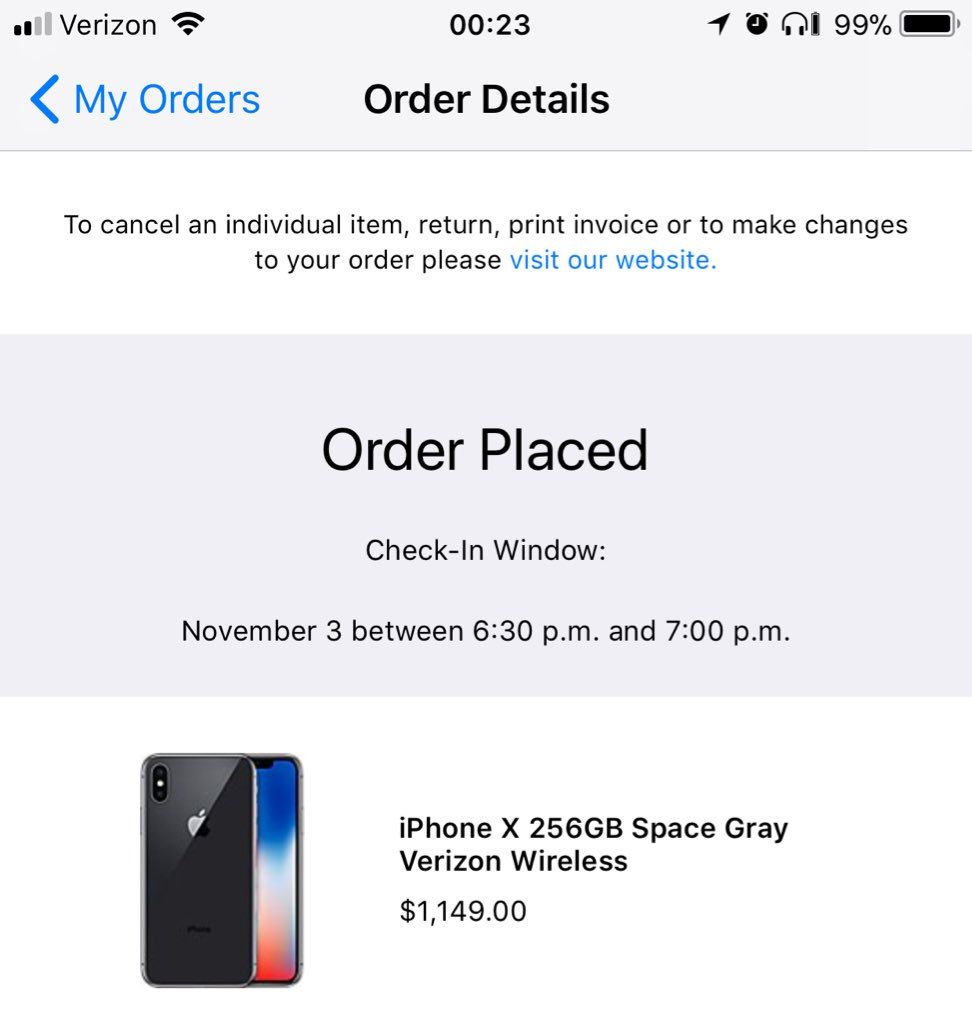 Verizon 00:23 99%
My Orders Order Details
To cancel an individual item, return, print invoice or to make changes
to your order please visit our website.
Order Placed
Check-In Window:
November 3 between 6:30 p.m. and 7:00 p.m.
iPhone X 256GB Space Gray
Verizon Wireless
$1,149.00
iPhone